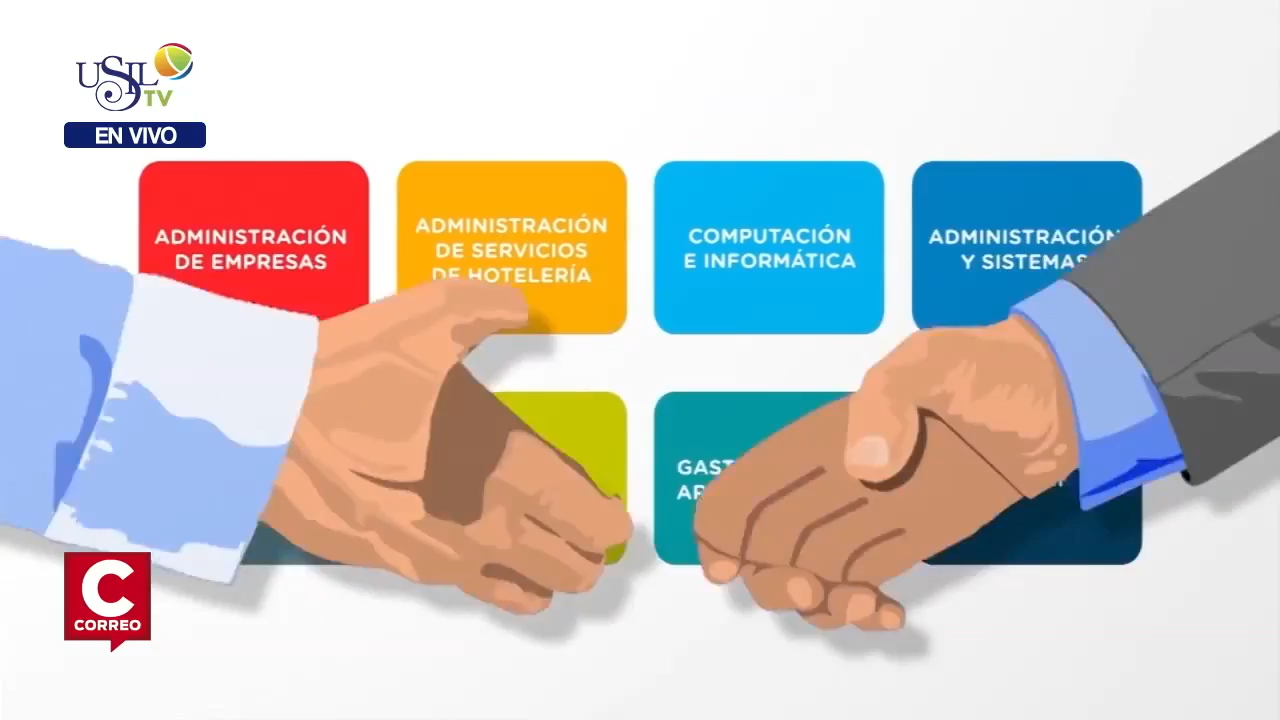 USIL
TV
EN VIVO
ADMINISTRACIÓN
DE EMPRESAS
ADMINISTRACIÓN
DE SERVICIOS
DE HOTELERÍA
COMPUTACIÓN
E INFORMÁTICA
ADMINISTRACIÓN
Y SISTEMAS
C
CORREO